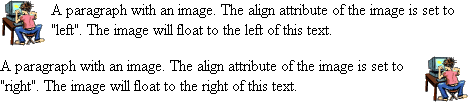 A paragraph with an image. The align attribute of the image is set to
"left". The image will float to the left of this text.
A paragraph with an image. The align attribute of the image is set to
"right". The image will float to the right of this text.